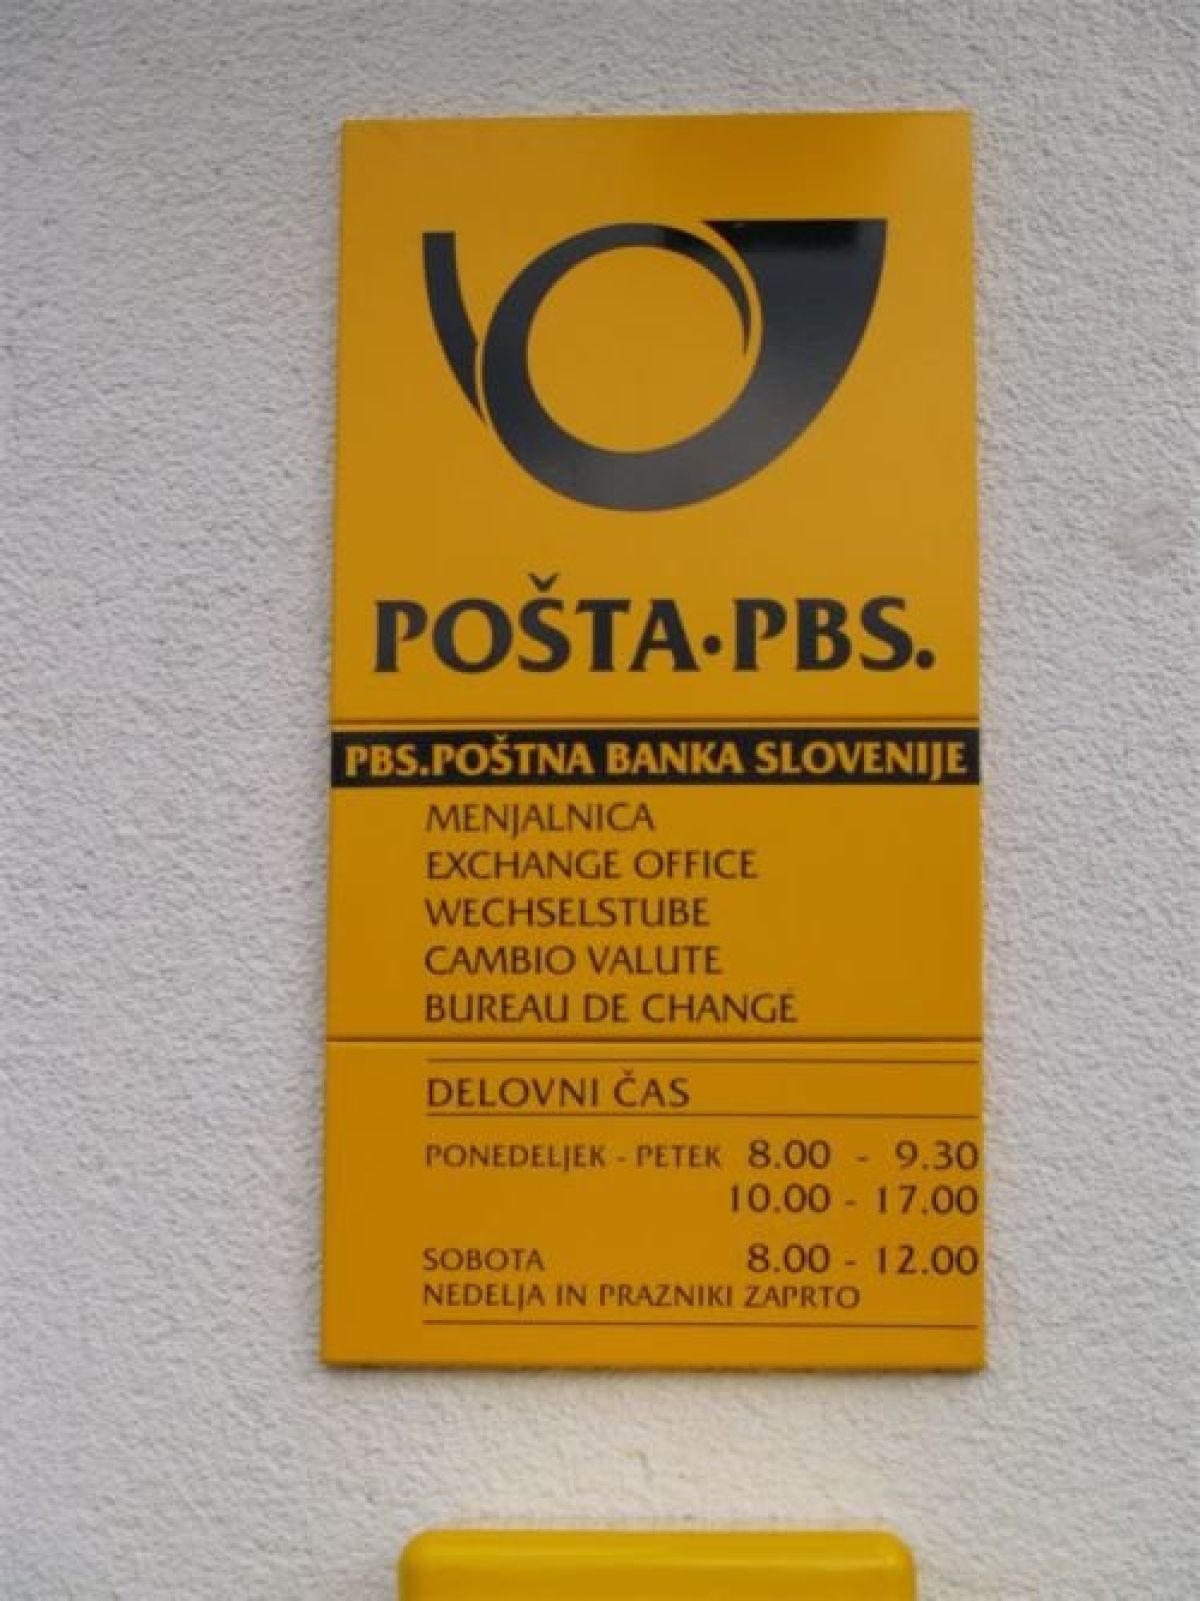 POŠTA·PBS.
PBS.POŠTNA BANKA SLOVENIJE
MENJALNICA
EXCHANGE OFFICE
WECHSELSTUBE
CAMBIO VALUTE
BUREAU DE CHANGÉ
DELOVNI ČAS
PONEDELJEK - PETEK 8.00 - 9.30
10.00 - 17.00
SOBOTA 8.00 - 12.00
NEDELJA IN PRAZNIKI ZAPRTO